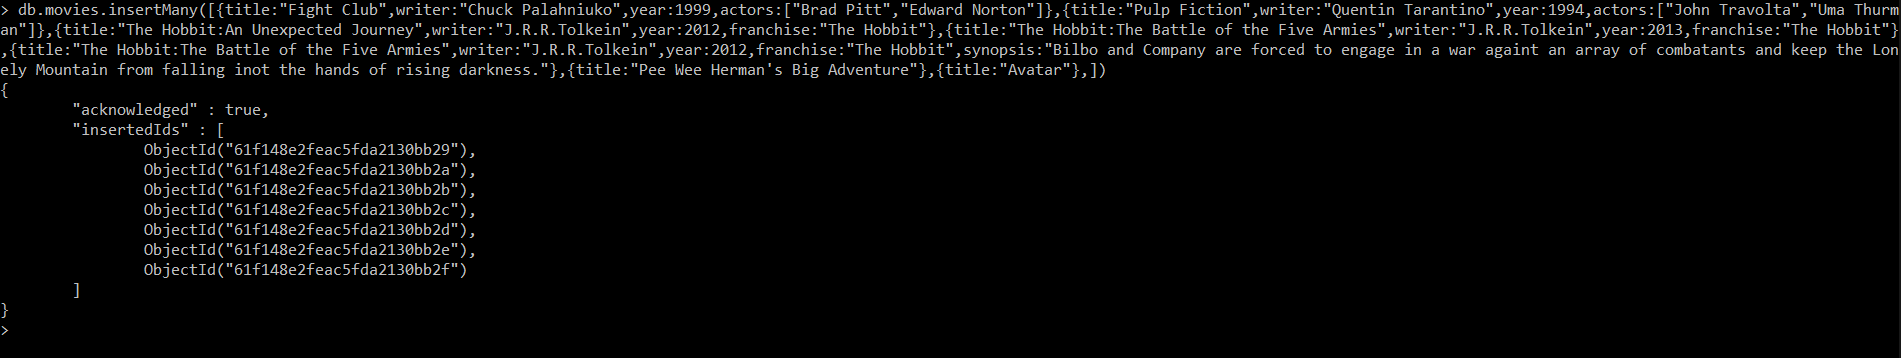 > db.movies.insertMany([{title:"Fight Club",writer:"Chuck Palahniuko",year:1999,actors:["Brad Pitt","Edward Norton"]},{title:"Pulp Fiction",writer:"Quentin Tarantino",year:1994,actors:["John Travolta","Uma Thurm
an"]},{title:"The Hobbit:An Unexpected Journey",writer:"J.R.R.Tolkein",year:2012,franchise:"The Hobbit"},{title:"The Hobbit:The Battle of the Five Armies",writer:"J.R.R.Tolkein",year:2013,franchise:"The Hobbit"}
,{title:"The Hobbit:The Battle of the Five Armies",writer:"J.R.R.Tolkein",year:2012,franchise:"The Hobbit",synopsis:"Bilbo and Company are forced to engage in a war againt an array of combatants and keep the Lon
ely Mountain from falling inot the hands of rising darkness."},{title:"Pee Wee Herman's Big Adventure"},{title:"Avatar"},])
{
        "acknowledged" : true,
        "insertedIds" : [
                ObjectId("61f148e2feac5fda2130bb29"),
                ObjectId("61f148e2feac5fda2130bb2a"),
                ObjectId("61f148e2feac5fda2130bb2b"),
                ObjectId("61f148e2feac5fda2130bb2c"),
                ObjectId("61f148e2feac5fda2130bb2d"),
                ObjectId("61f148e2feac5fda2130bb2e"),
                ObjectId("61f148e2feac5fda2130bb2f")
        ]
}
>